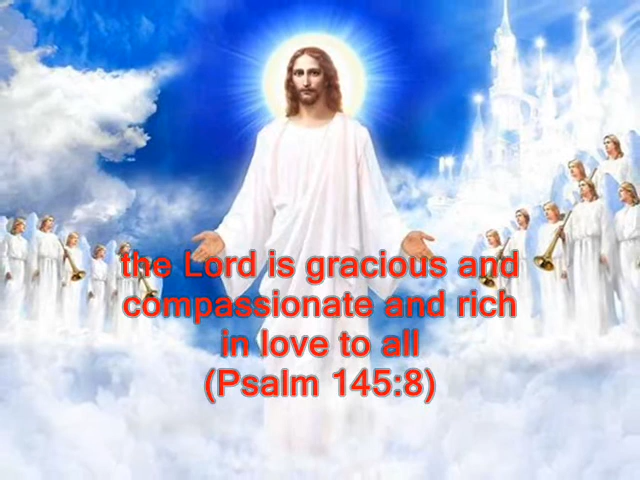 the Lord is gracious and
compassionate and rich
in love to all
(Psalm 145:8)